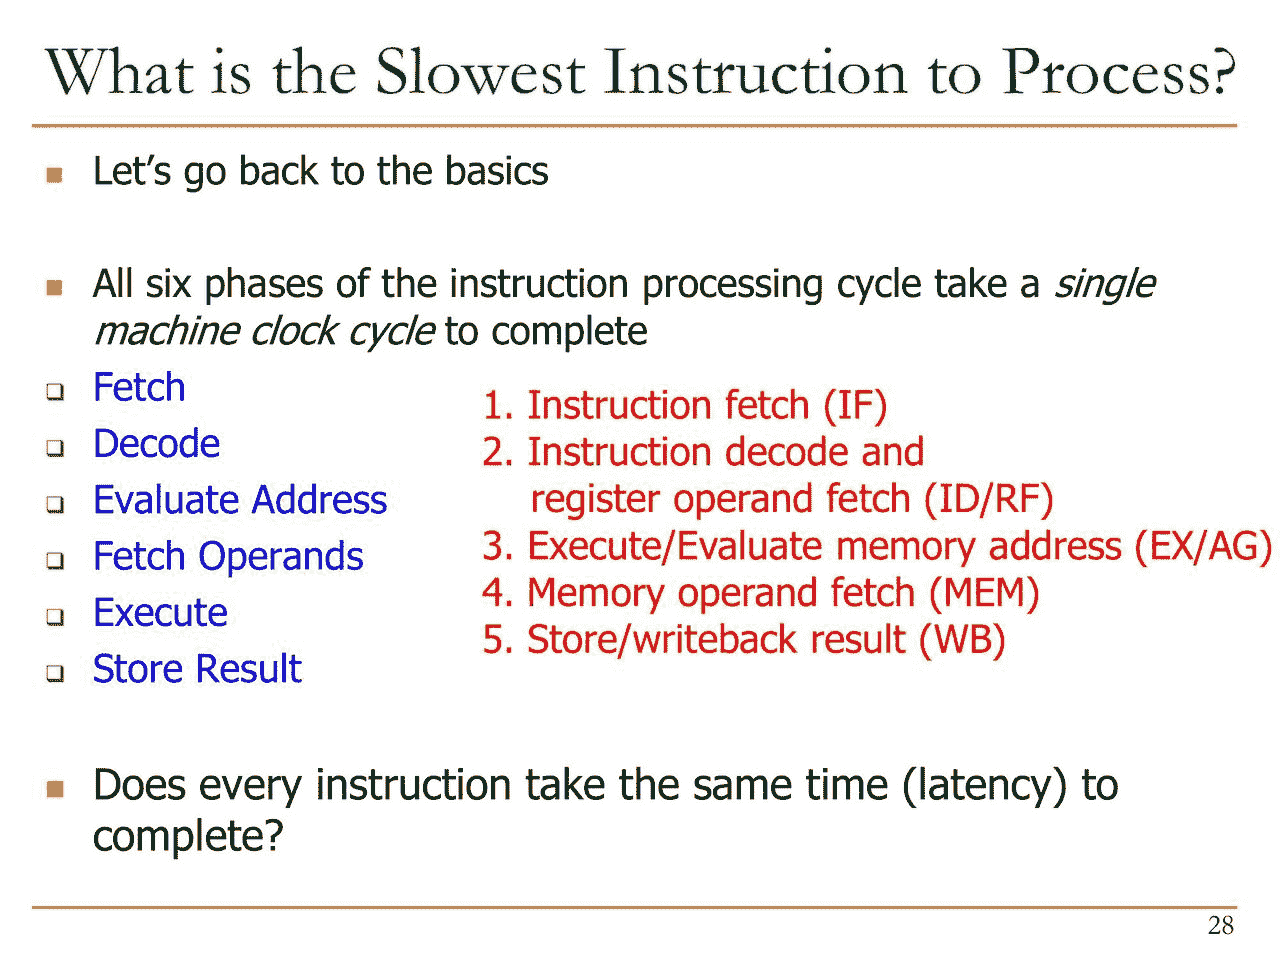 What is the Slowest Instruction to Process?
Let's go back to the basics
All six phases of the instruction processing cycle take a single
machine clock cycle to complete
Fetch
Decode
Evaluate Address
Fetch Operands
Execute
Store Result
1. Instruction fetch (IF)
2. Instruction decode and
register operand fetch (ID/RF)
3. Execute/Evaluate memory address (EX/AG)
4. Memory operand fetch (MEM)
5. Store/writeback result (WB)
Does every instruction take the same time (latency) to
complete?
28